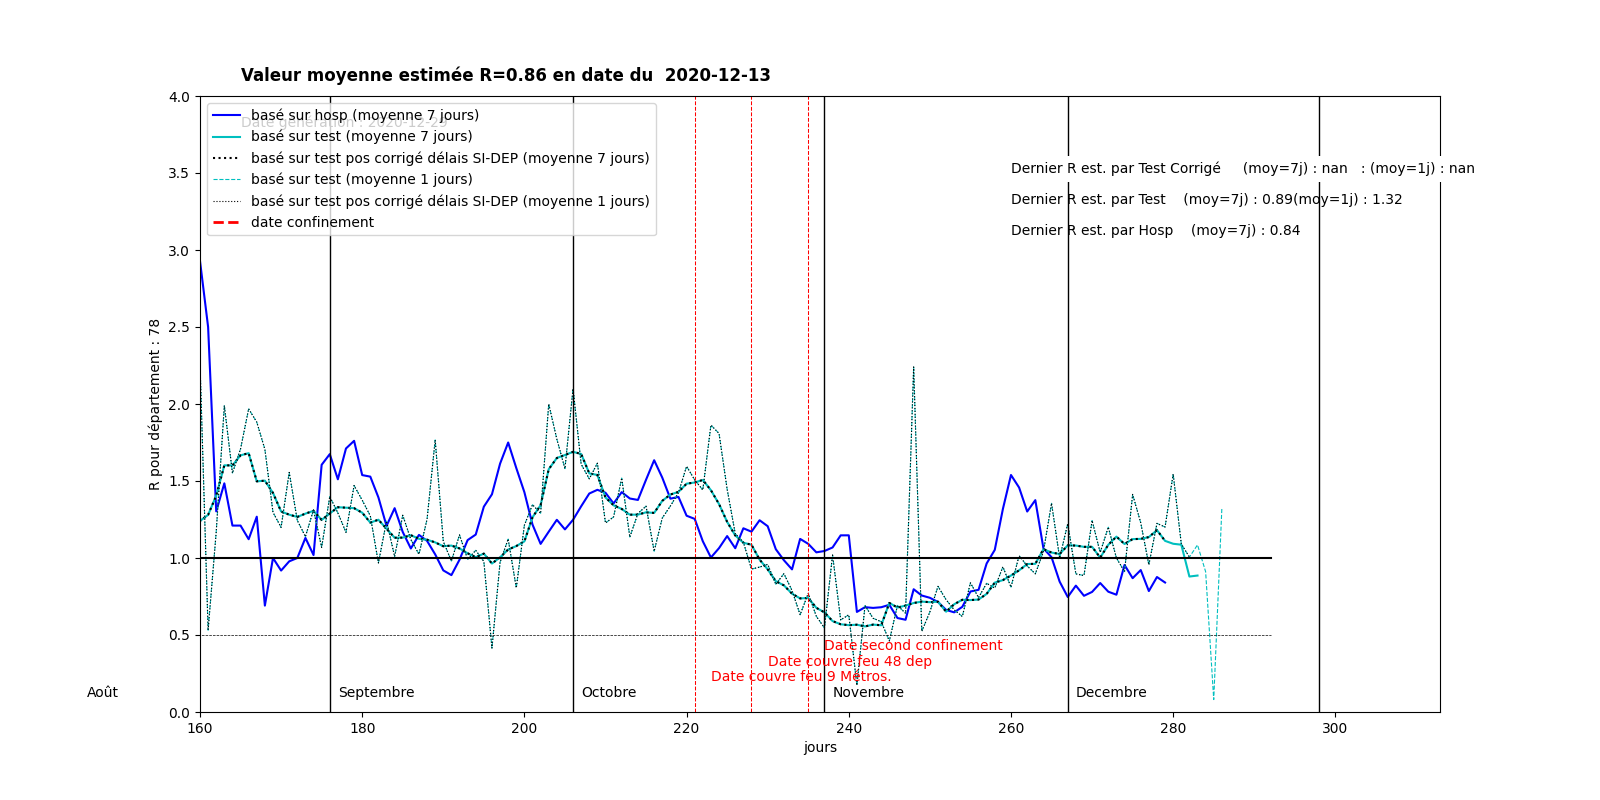 Valeur moyenne estimée R=0.86 en date du  2020-12-13
Date génération : 2020-12-29
basé sur hosp (moyenne 7 jours)
basé sur test (moyenne 7 jours)
basé sur test pos corrigé délais SI-DEP (moyenne 7 jours)
basé sur test (moyenne 1 jours)
basé sur test pos corrigé délais SI-DEP (moyenne 1 jours)
date confinement
Dernier R est. par Test Corrigé     (moy=7j) : nan   : (moy=1j) : nan
Dernier R est. par Test    (moy=7j) : 0.89(moy=1j) : 1.32
Dernier R est. par Hosp    (moy=7j) : 0.84
4.0
3.5
3.0
2.5
2.0
1.5
1.0
0.5
0.0
R pour département : 78
Date second confinement
Date couvre feu 48 dep
Date couvre feu 9 Métros.
Août
Septembre
Octobre
Novembre
Decembre
160
180
200
220
240
260
280
300
jours